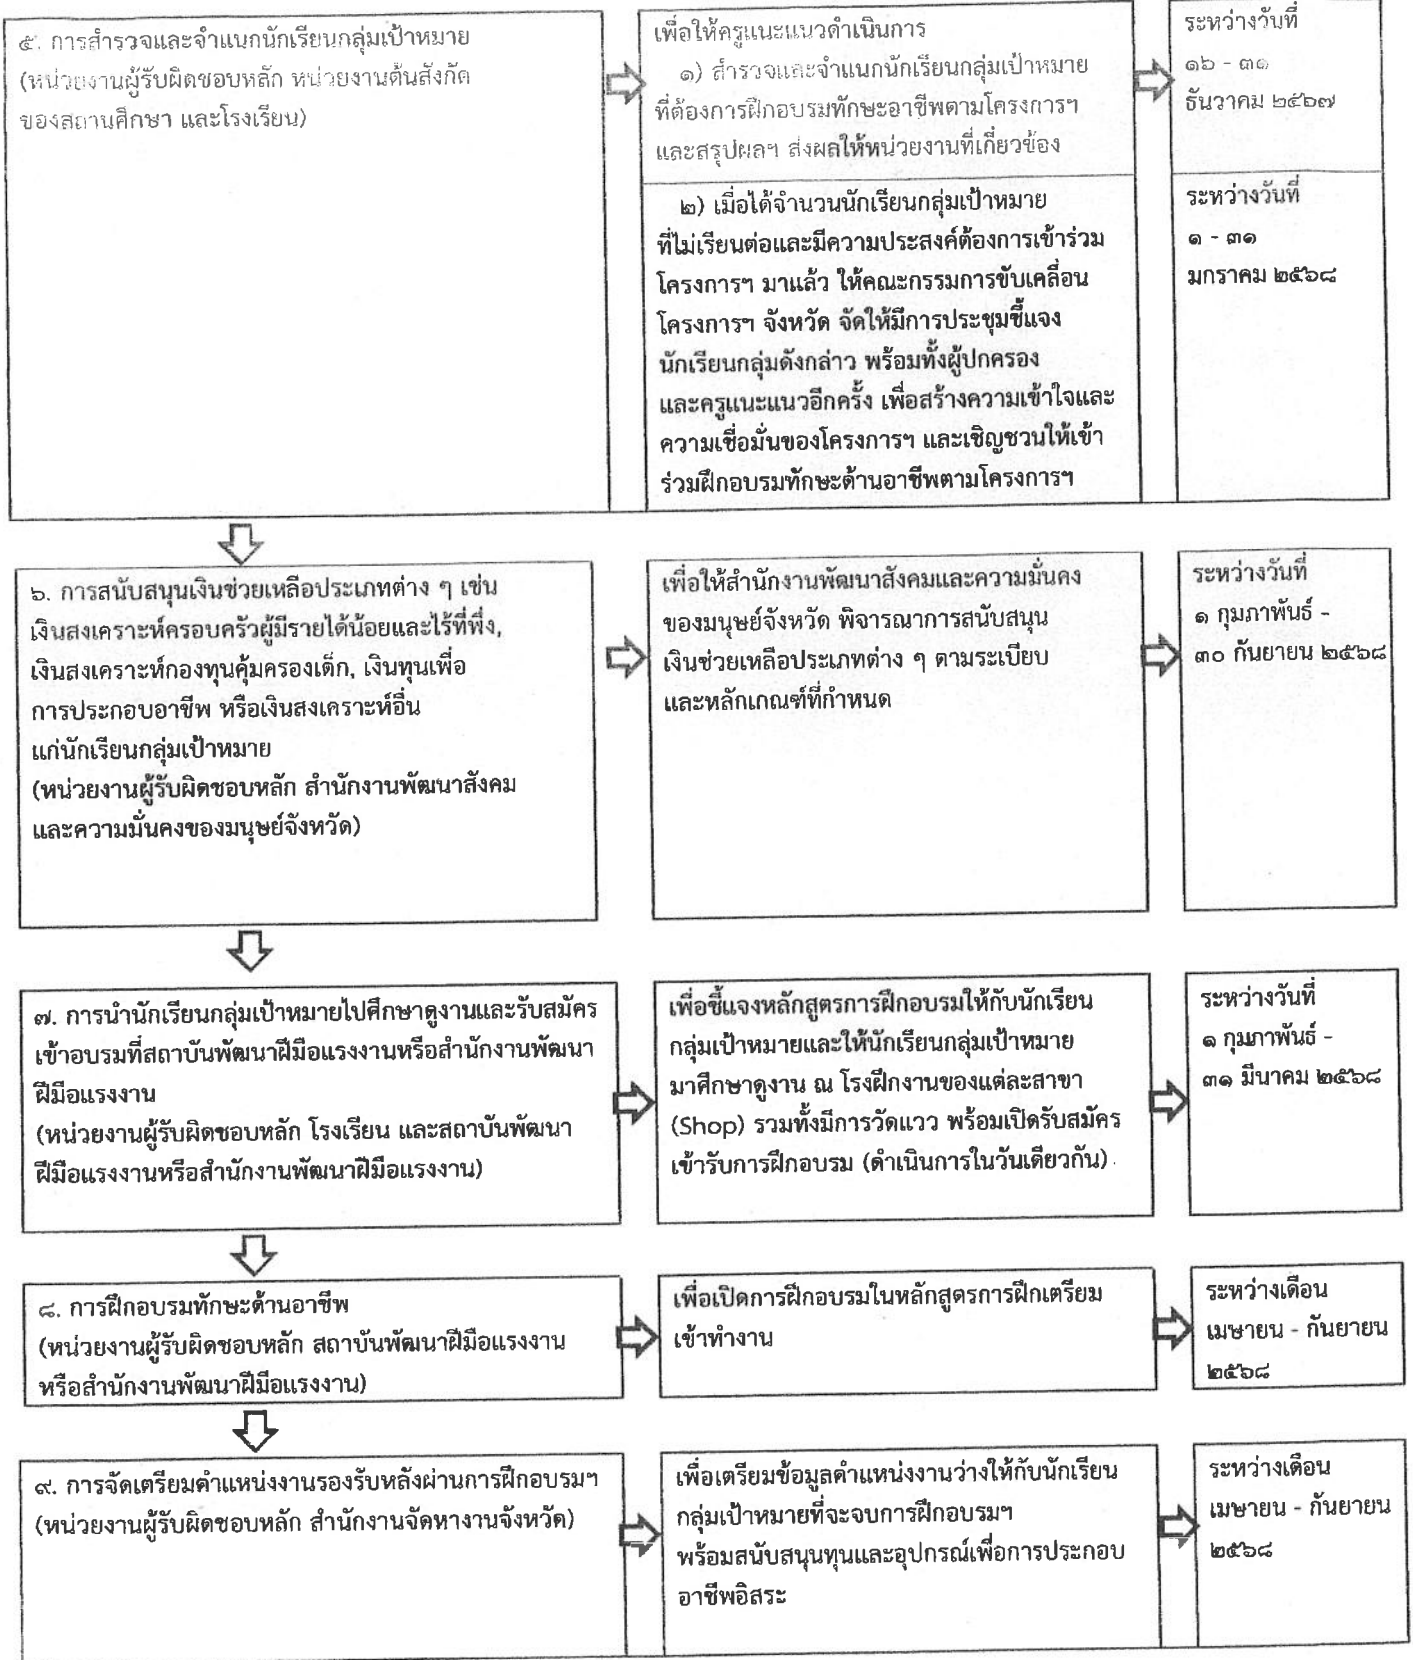 ๕. การสำรวจและจำแนกนักเรียนกลุ่มเป้าหมาย
(หน่วยงานผู้รับผิดชอบหลัก หน่วยงานต้นสังกัด
ของสถานศึกษา และโรงเรียน)
เพื่อให้ครูแนะแนวดำเนินการ
๑) สำรวจและจำแนกนักเรียนกลุ่มเป้าหมาย
ที่ต้องการฝึกอบรมทักษะอาชีพตามโครงการฯ
และสรุปผลฯ ส่งผลให้หน่วยงานที่เกี่ยวข้อง
ระหว่างวันที่
๑๖ - ๓๑
ธันวาคม ๒๕๖๗
๒) เมื่อได้จำนวนนักเรียนกลุ่มเป้าหมาย
ที่ไม่เรียนต่อและมีความประสงค์ต้องการเข้าร่วม
โครงการฯ มาแล้ว ให้คณะกรรมการขับเคลื่อน
โครงการฯ จังหวัด จัดให้มีการประชุมชี้แจง
นักเรียนกลุ่มดังกล่าว พร้อมทั้งผู้ปกครอง
และครูแนะแนวอีกครั้ง เพื่อสร้างความเข้าใจและ
ความเชื่อมั่นของโครงการฯ และเชิญชวนให้เข้า
ร่วมฝึกอบรมทักษะด้านอาชีพตามโครงการฯ
ระหว่างวันที่
๑ - ๓๑
มกราคม ๒๕๖๘
๖. การสนับสนุนเงินช่วยเหลือประเภทต่าง ๆ เช่น
เงินสงเคราะห์ครอบครัวผู้มีรายได้น้อยและไร้ที่พึ่ง,
เงินสงเคราะห์กองทุนคุ้มครองเด็ก, เงินทุนเพื่อ
การประกอบอาชีพ หรือเงินสงเคราะห์อื่น
แก่นักเรียนกลุ่มเป้าหมาย
(หน่วยงานผู้รับผิดชอบหลัก สำนักงานพัฒนาสังคม
และความมั่นคงของมนุษย์จังหวัด)
เพื่อให้สำนักงานพัฒนาสังคมและความมั่นคง
ของมนุษย์จังหวัด พิจารณาการสนับสนุน
เงินช่วยเหลือประเภทต่าง ๆ ตามระเบียบ
และหลักเกณฑ์ที่กำหนด
ระหว่างวันที่
๑ กุมภาพันธ์ -
๓๐ กันยายน ๒๕๖๘
๗. การนำนักเรียนกลุ่มเป้าหมายไปศึกษาดูงานและรับสมัคร
เข้าอบรมที่สถาบันพัฒนาฝีมือแรงงานหรือสำนักงานพัฒนา
ฝีมือแรงงาน
(หน่วยงานผู้รับผิดชอบหลัก โรงเรียน และสถาบันพัฒนา
ฝีมือแรงงานหรือสำนักงานพัฒนาฝีมือแรงงาน)
เพื่อชี้แจงหลักสูตรการฝึกอบรมให้กับนักเรียน
กลุ่มเป้าหมายและให้นักเรียนกลุ่มเป้าหมาย
มาศึกษาดูงาน ณ โรงฝึกงานของแต่ละสาขา
(Shop) รวมทั้งมีการวัดแวว พร้อมเปิดรับสมัคร
เข้ารับการฝึกอบรม (ดำเนินการในวันเดียวกัน)
ระหว่างวันที่
๑ กุมภาพันธ์ -
๓๑ มีนาคม ๒๕๖๘
๘. การฝึกอบรมทักษะด้านอาชีพ
(หน่วยงานผู้รับผิดชอบหลัก สถาบันพัฒนาฝีมือแรงงาน
หรือสำนักงานพัฒนาฝีมือแรงงาน)
เพื่อเปิดการฝึกอบรมในหลักสูตรการฝึกเตรียม
เข้าทำงาน
ระหว่างเดือน
เมษายน - กันยายน
๒๕๖๘
๙. การจัดเตรียมตำแหน่งงานรองรับหลังผ่านการฝึกอบรมฯ
(หน่วยงานผู้รับผิดชอบหลัก สำนักงานจัดหางานจังหวัด)
เพื่อเตรียมข้อมูลตำแหน่งงานว่างให้กับนักเรียน
กลุ่มเป้าหมายที่จะจบการฝึกอบรมฯ
พร้อมสนับสนุนทุนและอุปกรณ์เพื่อการประกอบ
อาชีพอิสระ
ระหว่างเดือน
เมษายน - กันยายน
๒๕๖๘